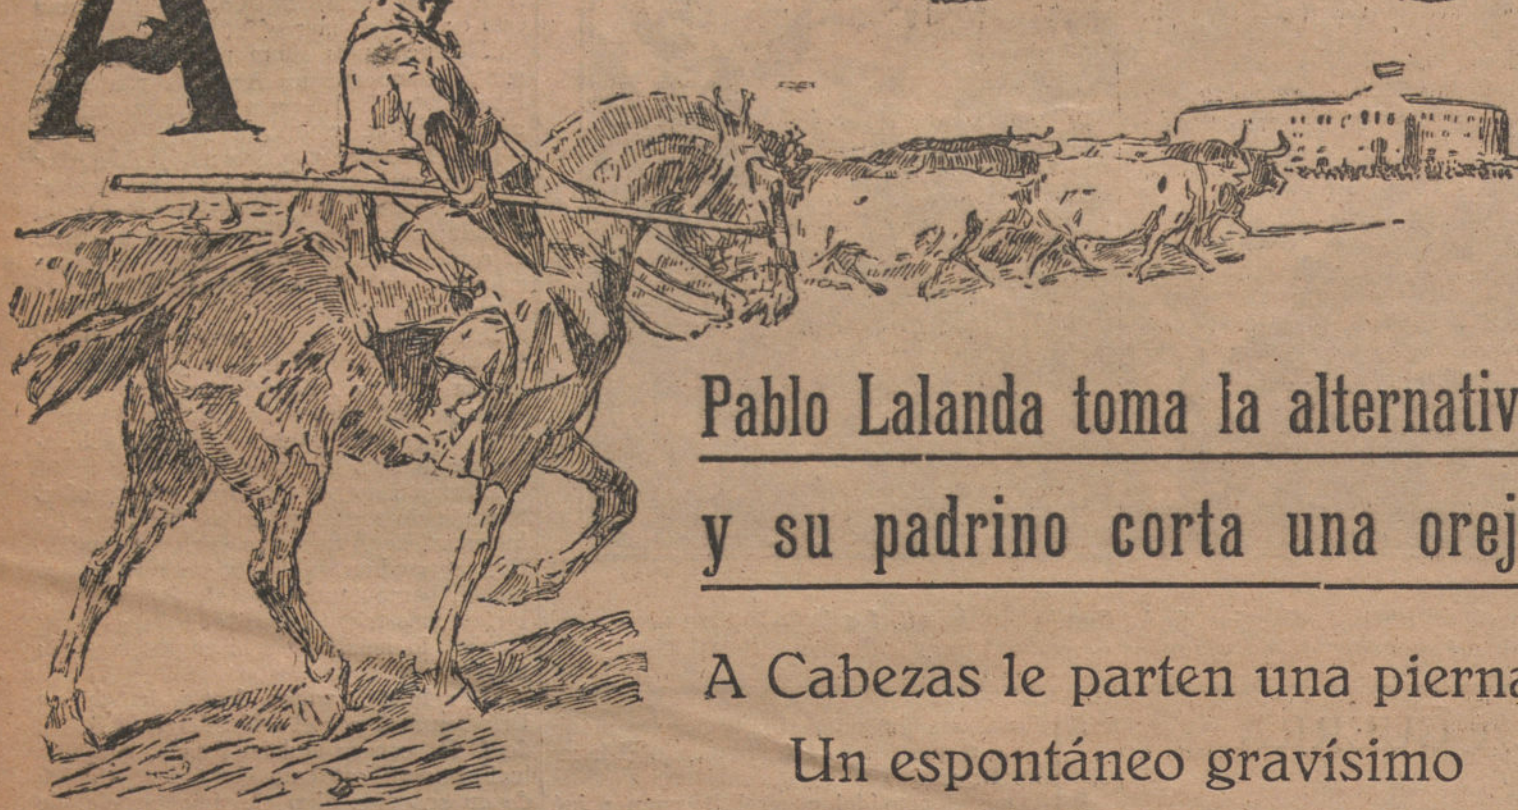 A
Pablo Lalanda toma la alternativ
y su padrino corta una orej
A Cabezas le parten una pierna
Un espontáneo gravísimo